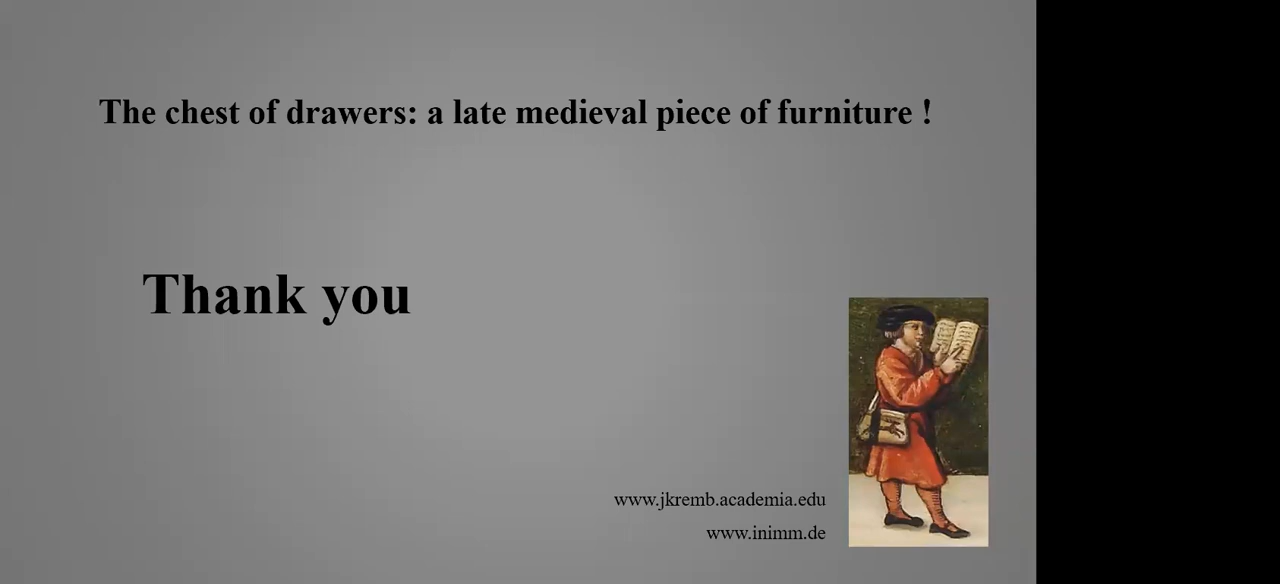 The chest of drawers: a late medieval piece of furniture !
Thank you
www.jkremb.academia.edu
www.inimm.de